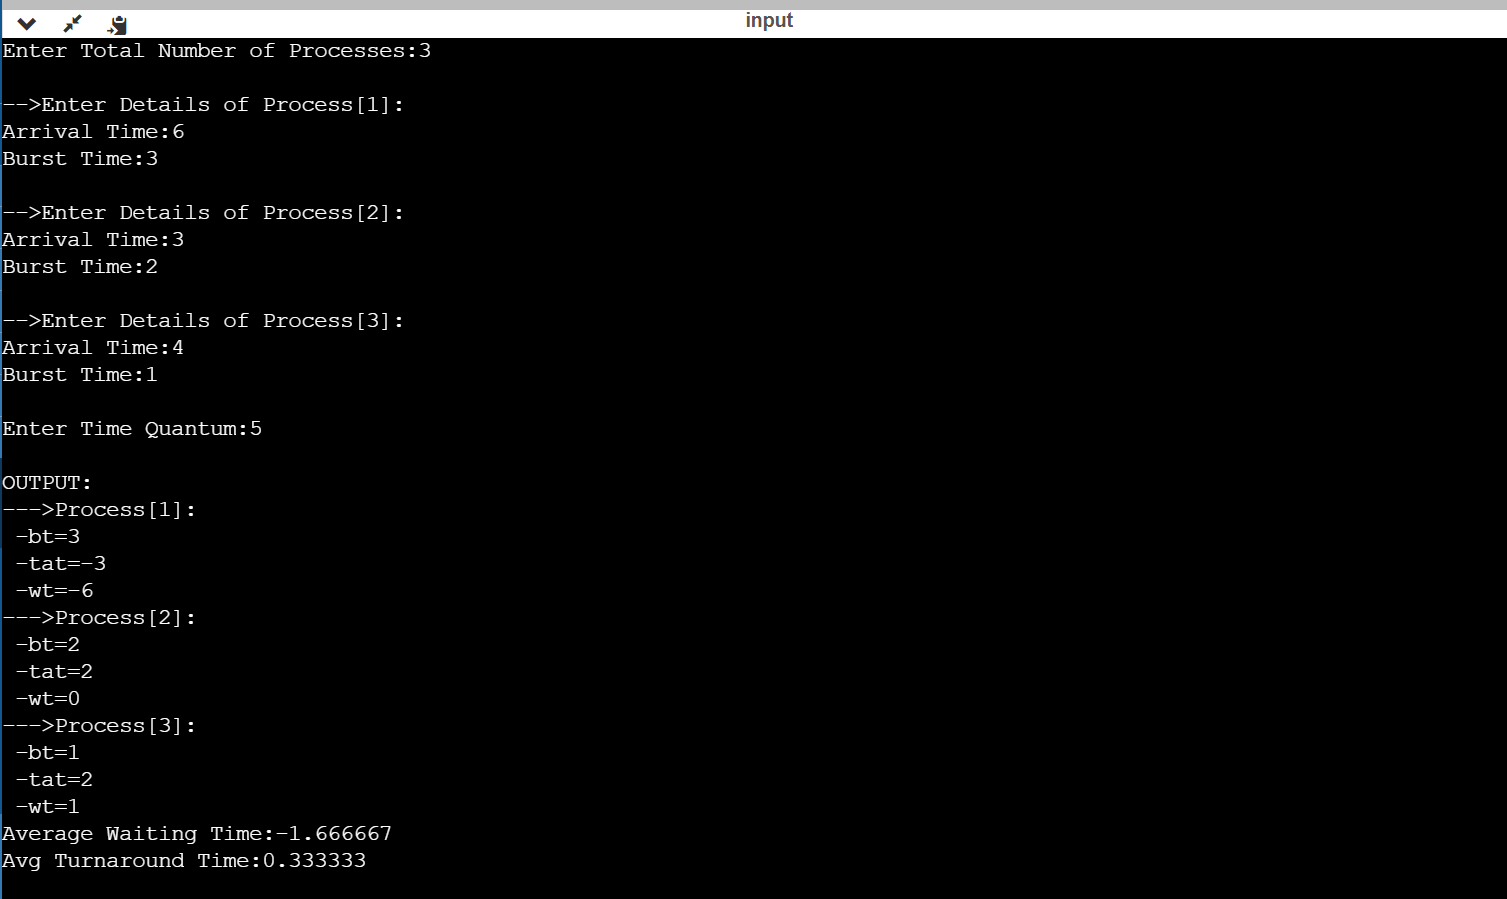 input
Enter Total Number of Processes:3
-->Enter Details of Process[1]:
Arrival Time:6
Burst Time:3
-->Enter Details of Process[2]:
Arrival Time:3
Burst Time:2
-->Enter Details of Process[3]:
Arrival Time:4
Burst Time:1
Enter Time Quantum:5
OUTPUT:
--->Process[1]:
-bt=3
-tat=-3
-wt=-6
--->Process[2]:
-bt=2
-tat=2
-wt=0
--->Process[3]:
-bt=1
-tat=2
-wt=1
Average Waiting Time:-1.666667
Avg Turnaround Time:0.333333